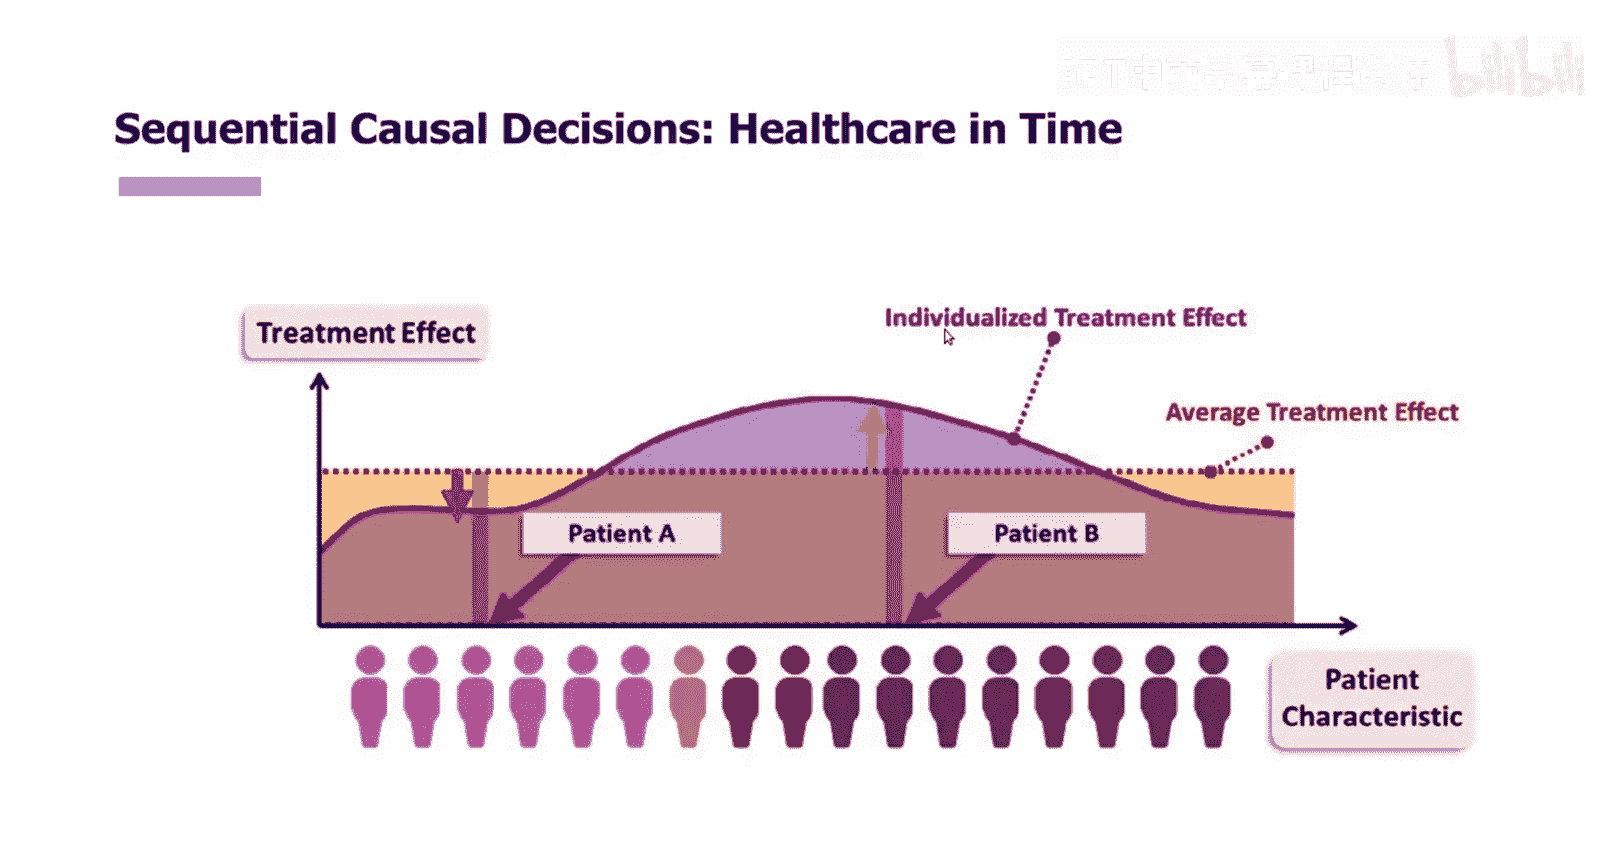 bilibili
Sequential Causal Decisions: Healthcare in Time
Treatment Effect
Individualized Treatment Effect
Average Treatment Effect
Patient A
Patient B
Patient
Characteristic